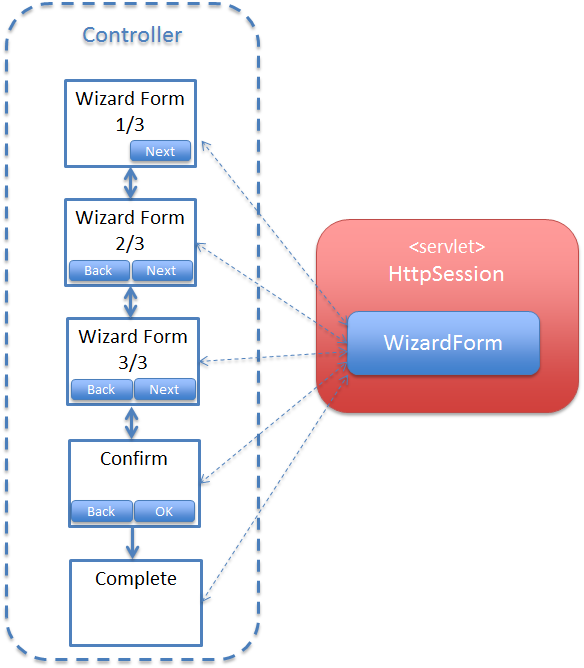 Controller
Wizard Form
1/3
Next
Wizard Form
2/3
Back Next
Wizard Form
3/3
Back Next
Confirm
Back OK
Complete
<servlet>
HttpSession
WizardForm